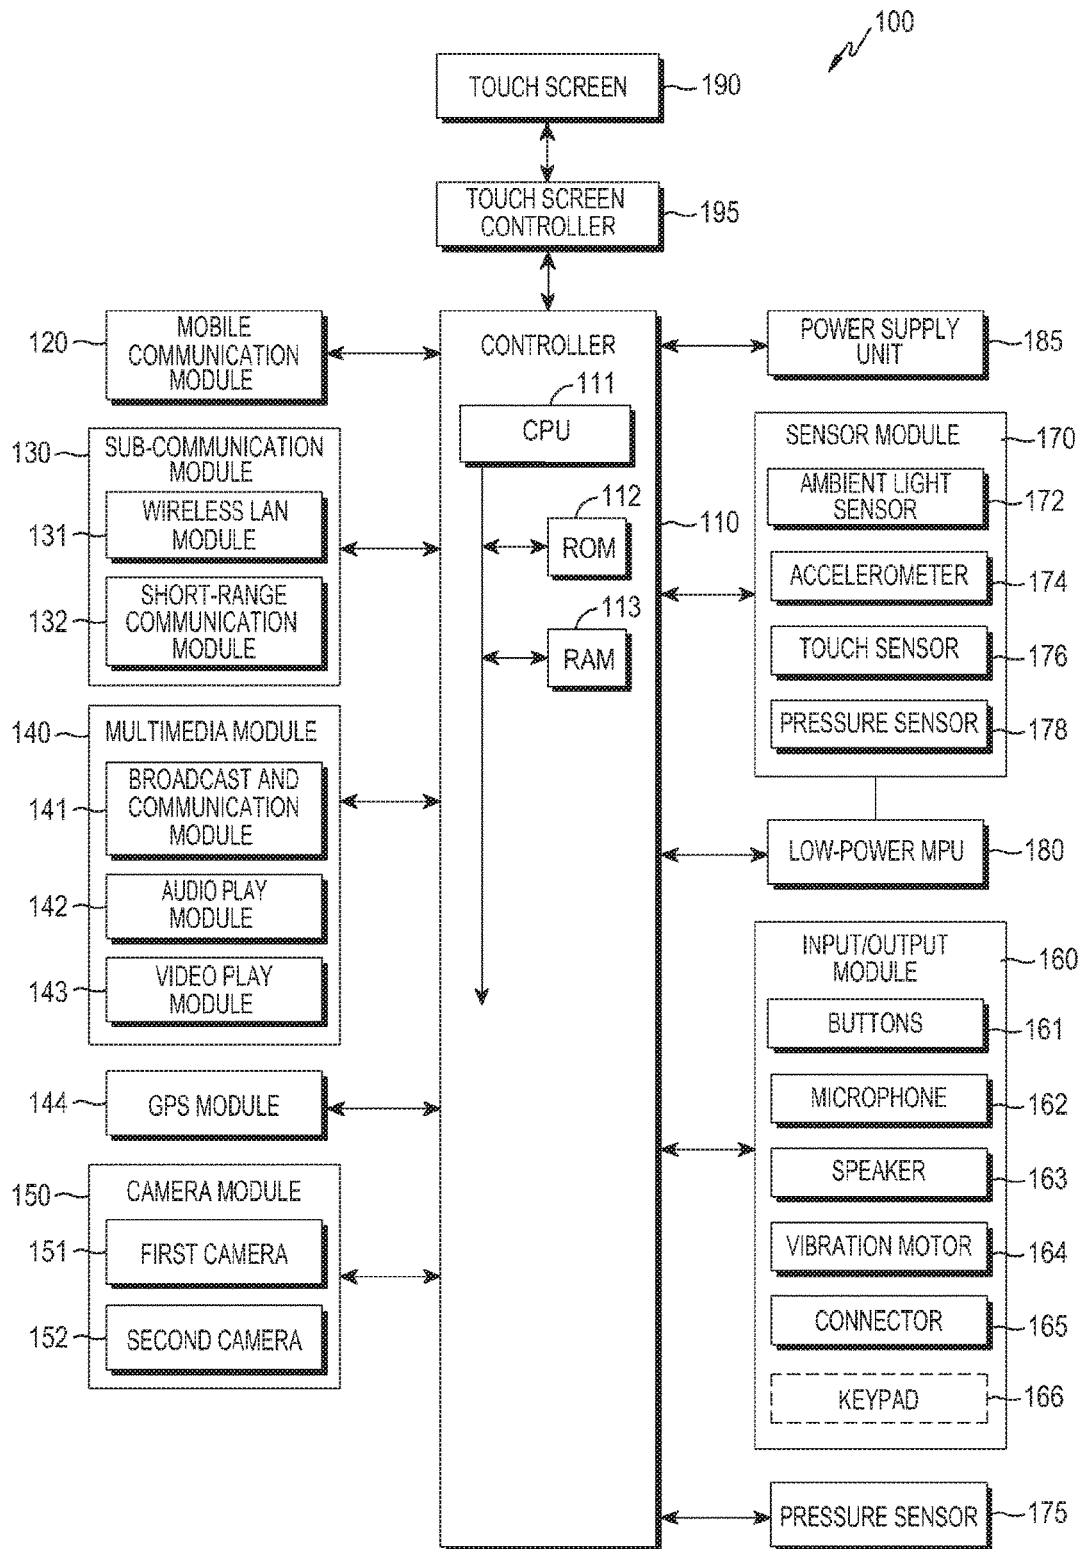 100
TOUCH SCREEN
190
TOUCH SCREEN
CONTROLLER
195
120
MOBILE
COMMUNICATION
MODULE
130
SUB-COMMUNICATION
MODULE
131
WIRELESS LAN
MODULE
132
SHORT-RANGE
COMMUNICATION
MODULE
140
MULTIMEDIA MODULE
141
BROADCAST AND
COMMUNICATION
MODULE
142
AUDIO PLAY
MODULE
143
VIDEO PLAY
MODULE
144
GPS MODULE
150
CAMERA MODULE
151
FIRST CAMERA
152
SECOND CAMERA
CONTROLLER
111
CPU
112
ROM
113
RAM
110
POWER SUPPLY
UNIT
185
SENSOR MODULE
170
AMBIENT LIGHT
SENSOR
172
ACCELEROMETER
174
TOUCH SENSOR
176
PRESSURE SENSOR
178
LOW-POWER MPU
180
INPUT/OUTPUT
MODULE
160
BUTTONS
161
MICROPHONE
162
SPEAKER
163
VIBRATION MOTOR
164
CONNECTOR
165
KEYPAD
166
PRESSURE SENSOR
175